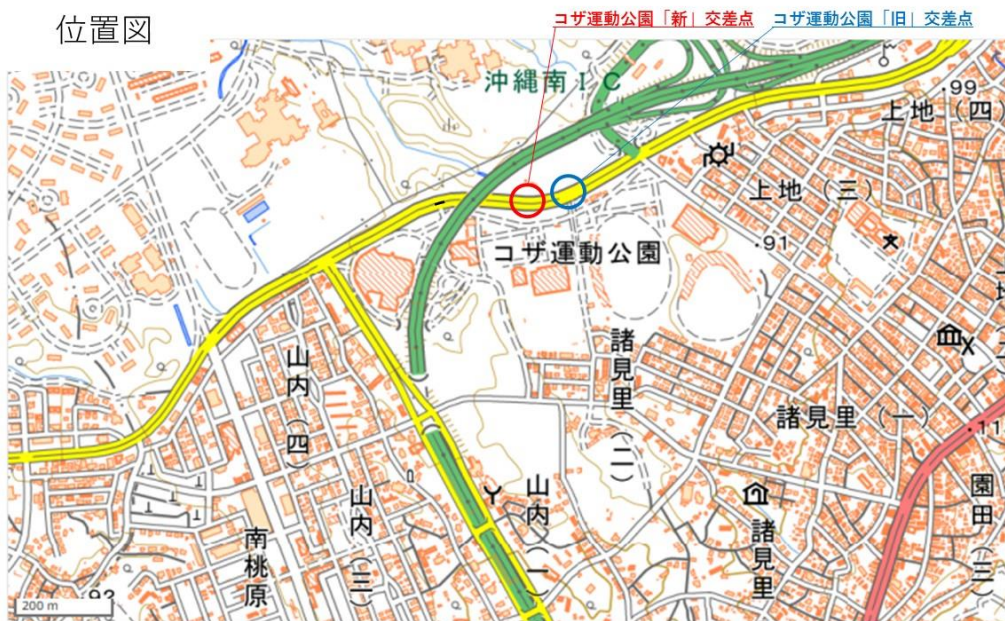 位置図
コザ運動公園「新」交差点
コザ運動公園「旧」交差点
沖縄南IC
99
上地(四)
上地(三)
91
コザ運動公園
諸見里(二)
諸見里(一)
山内(四)
山内(三)
山内(一)
南桃原
諸見里
園田(三)
200 m